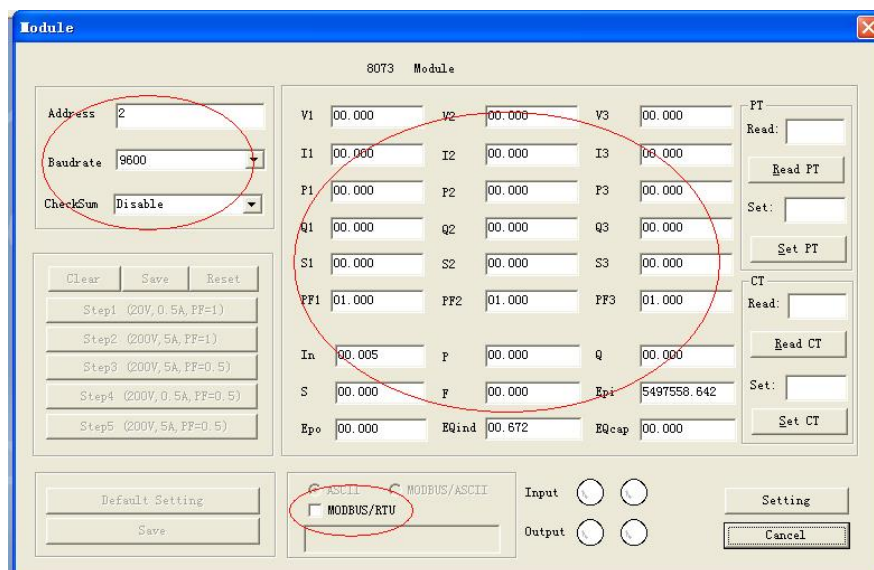 Module
8073 Module
Address 2
Baudrate 9600
CheckSum Disable
Clear Save Reset
Step1 (20V, 0.5A, PF=1)
Step2 (200V, 5A, PF=1)
Step3 (200V, 5A, PF=0.5)
Step4 (200V, 0.5A, PF=0.5)
Step5 (200V, 5A, PF=0.5)
Default Setting
Save
V1 00.000 V2 00.000 V3 00.000
I1 00.000 I2 00.000 I3 00.000
P1 00.000 P2 00.000 P3 00.000
Q1 00.000 Q2 00.000 Q3 00.000
S1 00.000 S2 00.000 S3 00.000
PF1 01.000 PF2 01.000 PF3 01.000
In 00.005 P 00.000 Q 00.000
S 00.000 F 00.000 Epi 5497558.642
Epo 00.000 EQind 00.672 EQcap 00.000
PT
Read:
Read PT
Set:
Set PT
CT
Read:
Read CT
Set:
Set CT
ASCII MODBUS/ASCII
MODBUS/RTU
Input
Output
Setting
Cancel